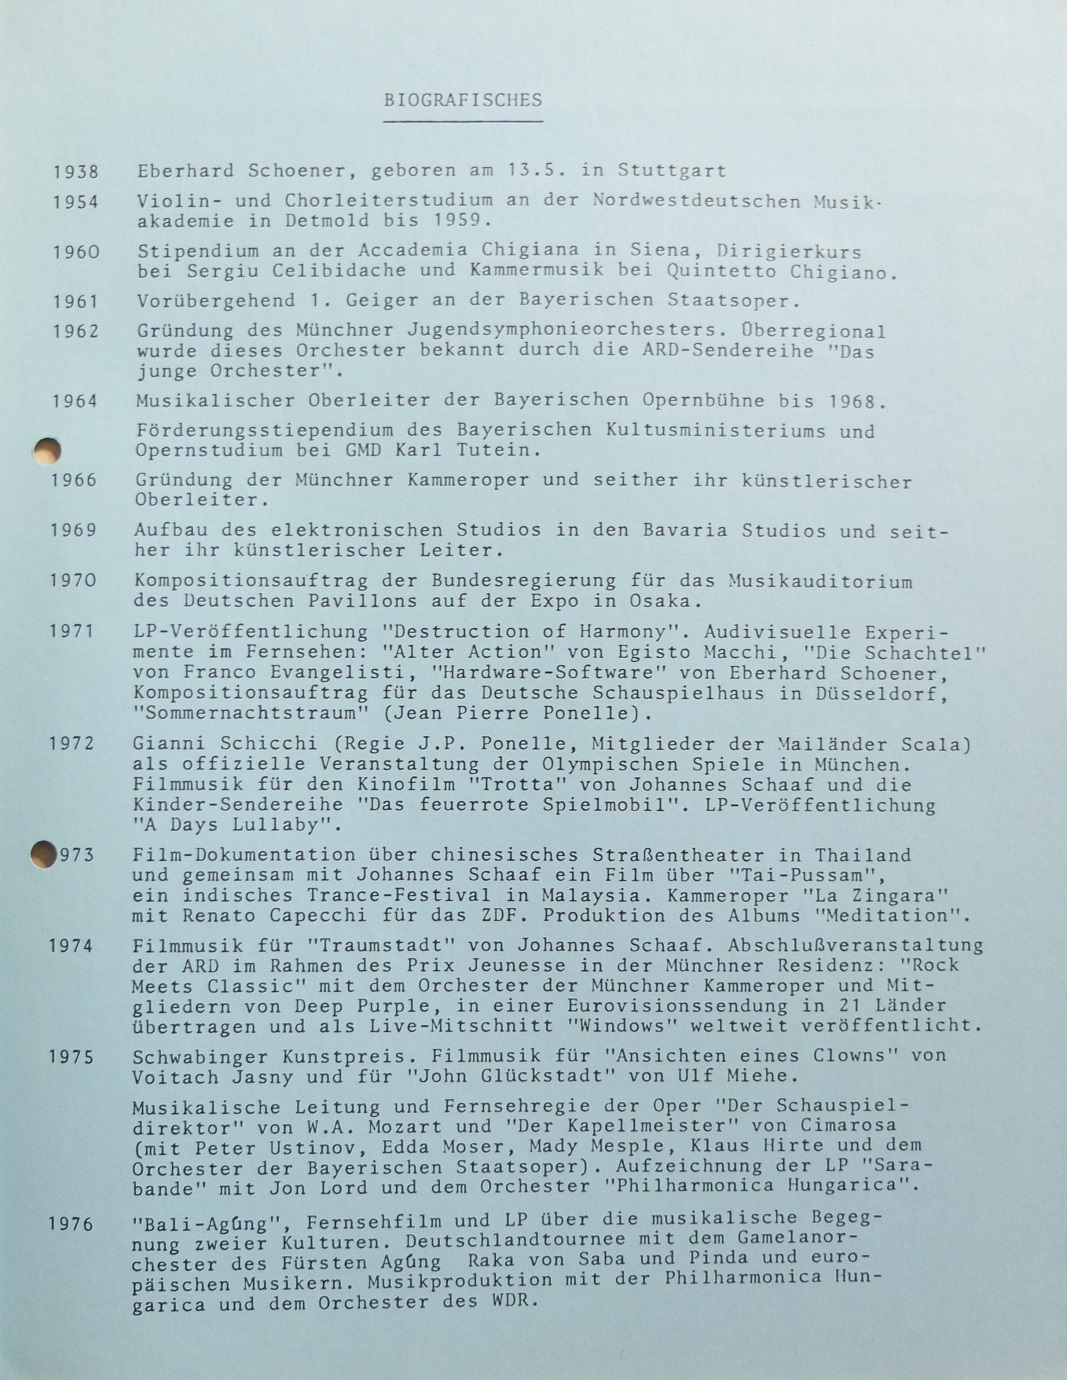 BIOGRAFISCHES
1938 Eberhard Schoener, geboren am 13.5. in Stuttgart
1954 Violin- und Chorleiterstudium an der Nordwestdeutschen Musik-
akademie in Detmold bis 1959.
1960 Stipendium an der Accademia Chigiana in Siena, Dirigierkurs
bei Sergiu Celibidache und Kammermusik bei Quintetto Chigiano.
1961 Vorübergehend 1. Geiger an der Bayerischen Staatsoper.
1962 Gründung des Münchner Jugendsymphonieorchesters. Überregional
wurde dieses Orchester bekannt durch die ARD-Sendereihe "Das
junge Orchester".
1964 Musikalischer Oberleiter der Bayerischen Opernbühne bis 1968.
Förderungsstiependium des Bayerischen Kultusministeriums und
Opernstudium bei GMD Karl Tutein.
1966 Gründung der Münchner Kammeroper und seither ihr künstlerischer
Oberleiter.
1969 Aufbau des elektronischen Studios in den Bavaria Studios und seit-
her ihr künstlerischer Leiter.
1970 Kompositionsauftrag der Bundesregierung für das Musikauditorium
des Deutschen Pavillons auf der Expo in Osaka.
1971 LP-Veröffentlichung "Destruction of Harmony". Audivisuelle Experi-
mente im Fernsehen: "Alter Action" von Egisto Macchi, "Die Schachtel"
von Franco Evangelisti, "Hardware-Software" von Eberhard Schoener,
Kompositionsauftrag für das Deutsche Schauspielhaus in Düsseldorf,
"Sommernachtstraum" (Jean Pierre Ponelle).
1972 Gianni Schicchi (Regie J.P. Ponelle, Mitglieder der Mailänder Scala)
als offizielle Veranstaltung der Olympischen Spiele in München.
Filmmusik für den Kinofilm "Trotta" von Johannes Schaaf und die
Kinder-Sendereihe "Das feuerrote Spielmobil". LP-Veröffentlichung
"A Days Lullaby".
973 Film-Dokumentation über chinesisches Straßentheater in Thailand
und gemeinsam mit Johannes Schaaf ein Film über "Tai-Pussam",
ein indisches Trance-Festival in Malaysia. Kammeroper "La Zingara"
mit Renato Capecchi für das ZDF. Produktion des Albums "Meditation".
1974 Filmmusik für "Traumstadt" von Johannes Schaaf. Abschlußveranstaltung
der ARD im Rahmen des Prix Jeunesse in der Münchner Residenz: "Rock
Meets Classic" mit dem Orchester der Münchner Kammeroper und Mit-
gliedern von Deep Purple, in einer Eurovisionssendung in 21 Länder
übertragen und als Live-Mitschnitt "Windows" weltweit veröffentlicht.
1975 Schwabinger Kunstpreis. Filmmusik für "Ansichten eines Clowns" von
Voitach Jasny und für "John Glückstadt" von Ulf Miehe.
Musikalische Leitung und Fernsehregie der Oper "Der Schauspiel-
direktor" von W.A. Mozart und "Der Kapellmeister" von Cimarosa
(mit Peter Ustinov, Edda Moser, Mady Mesple, Klaus Hirte und dem
Orchester der Bayerischen Staatsoper). Aufzeichnung der LP "Sara-
bande" mit Jon Lord und dem Orchester "Philharmonica Hungarica".
1976 "Bali-Agúng", Fernsehfilm und LP über die musikalische Begeg-
nung zweier Kulturen. Deutschlandtournee mit dem Gamelanor-
chester des Fürsten Agúng Raka von Saba und Pinda und euro-
päischen Musikern. Musikproduktion mit der Philharmonica Hun-
garica und dem Orchester des WDR.